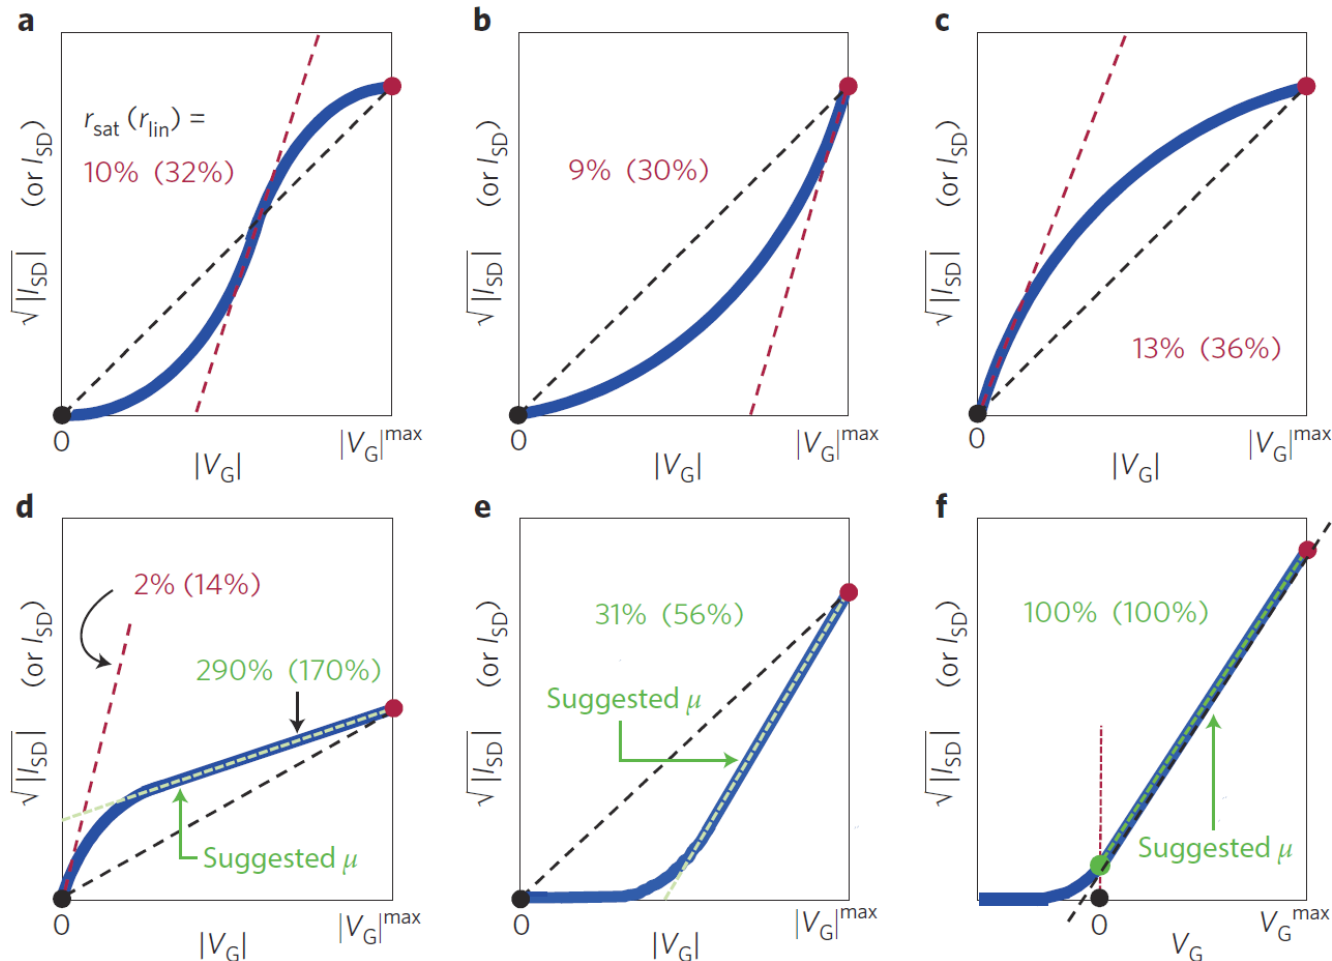 a
√|I_SD| (or I_SD)
r_sat (r_lin) =
10% (32%)
0
|V_G|
|V_G|^max
b
√|I_SD| (or I_SD)
9% (30%)
0
|V_G|
|V_G|^max
c
√|I_SD| (or I_SD)
13% (36%)
0
|V_G|
|V_G|^max
d
√|I_SD| (or I_SD)
2% (14%)
290% (170%)
Suggested μ
0
|V_G|
|V_G|^max
e
√|I_SD| (or I_SD)
31% (56%)
Suggested μ
0
|V_G|
|V_G|^max
f
√|I_SD| (or I_SD)
100% (100%)
Suggested μ
0
V_G
V_G^max